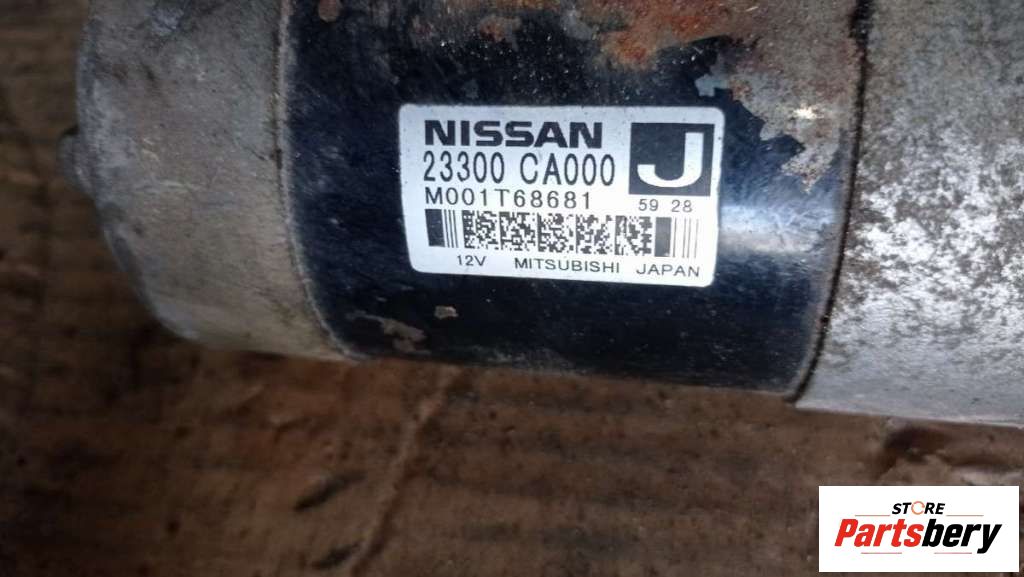 NISSAN
J
23300 CA000
M001T68681
59 28
12V MITSUBISHI JAPAN
STORE
Partsbery